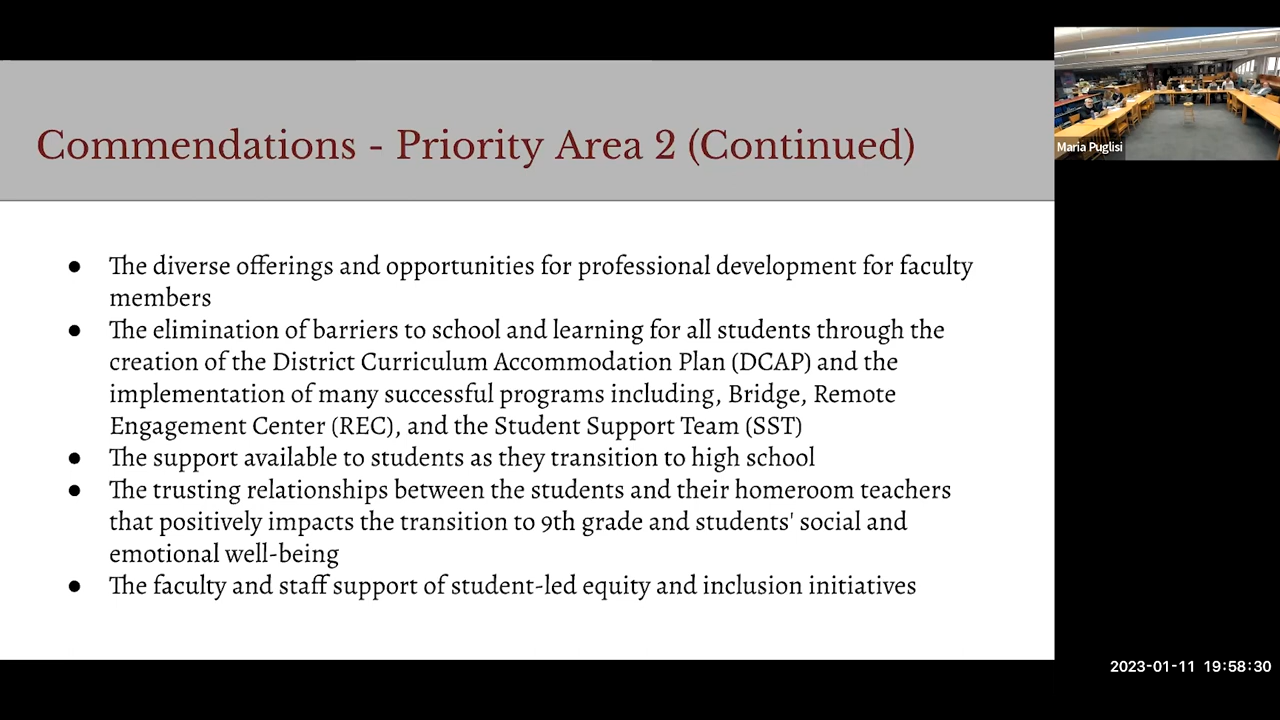 Commendations - Priority Area 2 (Continued)
Maria Puglisi
● The diverse offerings and opportunities for professional development for faculty
members
● The elimination of barriers to school and learning for all students through the
creation of the District Curriculum Accommodation Plan (DCAP) and the
implementation of many successful programs including, Bridge, Remote
Engagement Center (REC), and the Student Support Team (SST)
● The support available to students as they transition to high school
● The trusting relationships between the students and their homeroom teachers
that positively impacts the transition to 9th grade and students' social and
emotional well-being
● The faculty and staff support of student-led equity and inclusion initiatives
2023-01-11 19:58:30